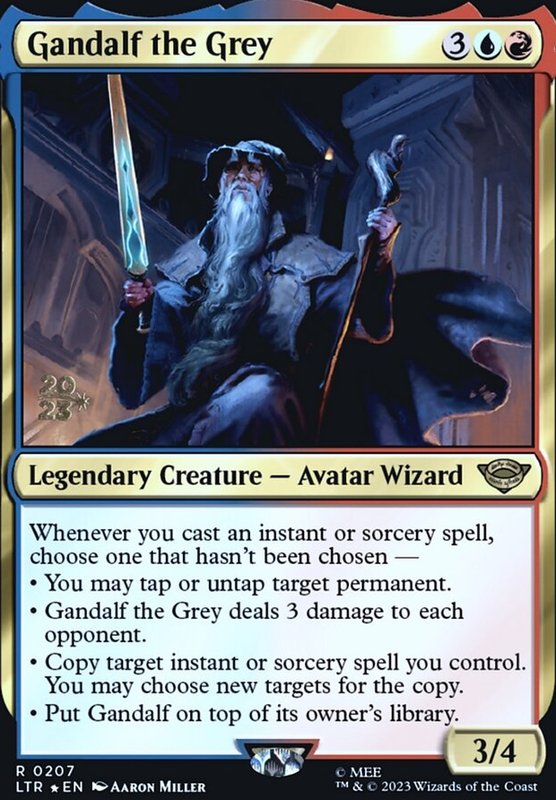 Gandalf the Grey
3
20
23
Legendary Creature — Avatar Wizard
Whenever you cast an instant or sorcery spell,
choose one that hasn't been chosen —
• You may tap or untap target permanent.
• Gandalf the Grey deals 3 damage to each
opponent.
• Copy target instant or sorcery spell you control.
You may choose new targets for the copy.
• Put Gandalf on top of its owner's library.
3/4
R 0207
LTR ★ EN Aaron Miller
© MEE
™ & © 2023 Wizards of the Coast